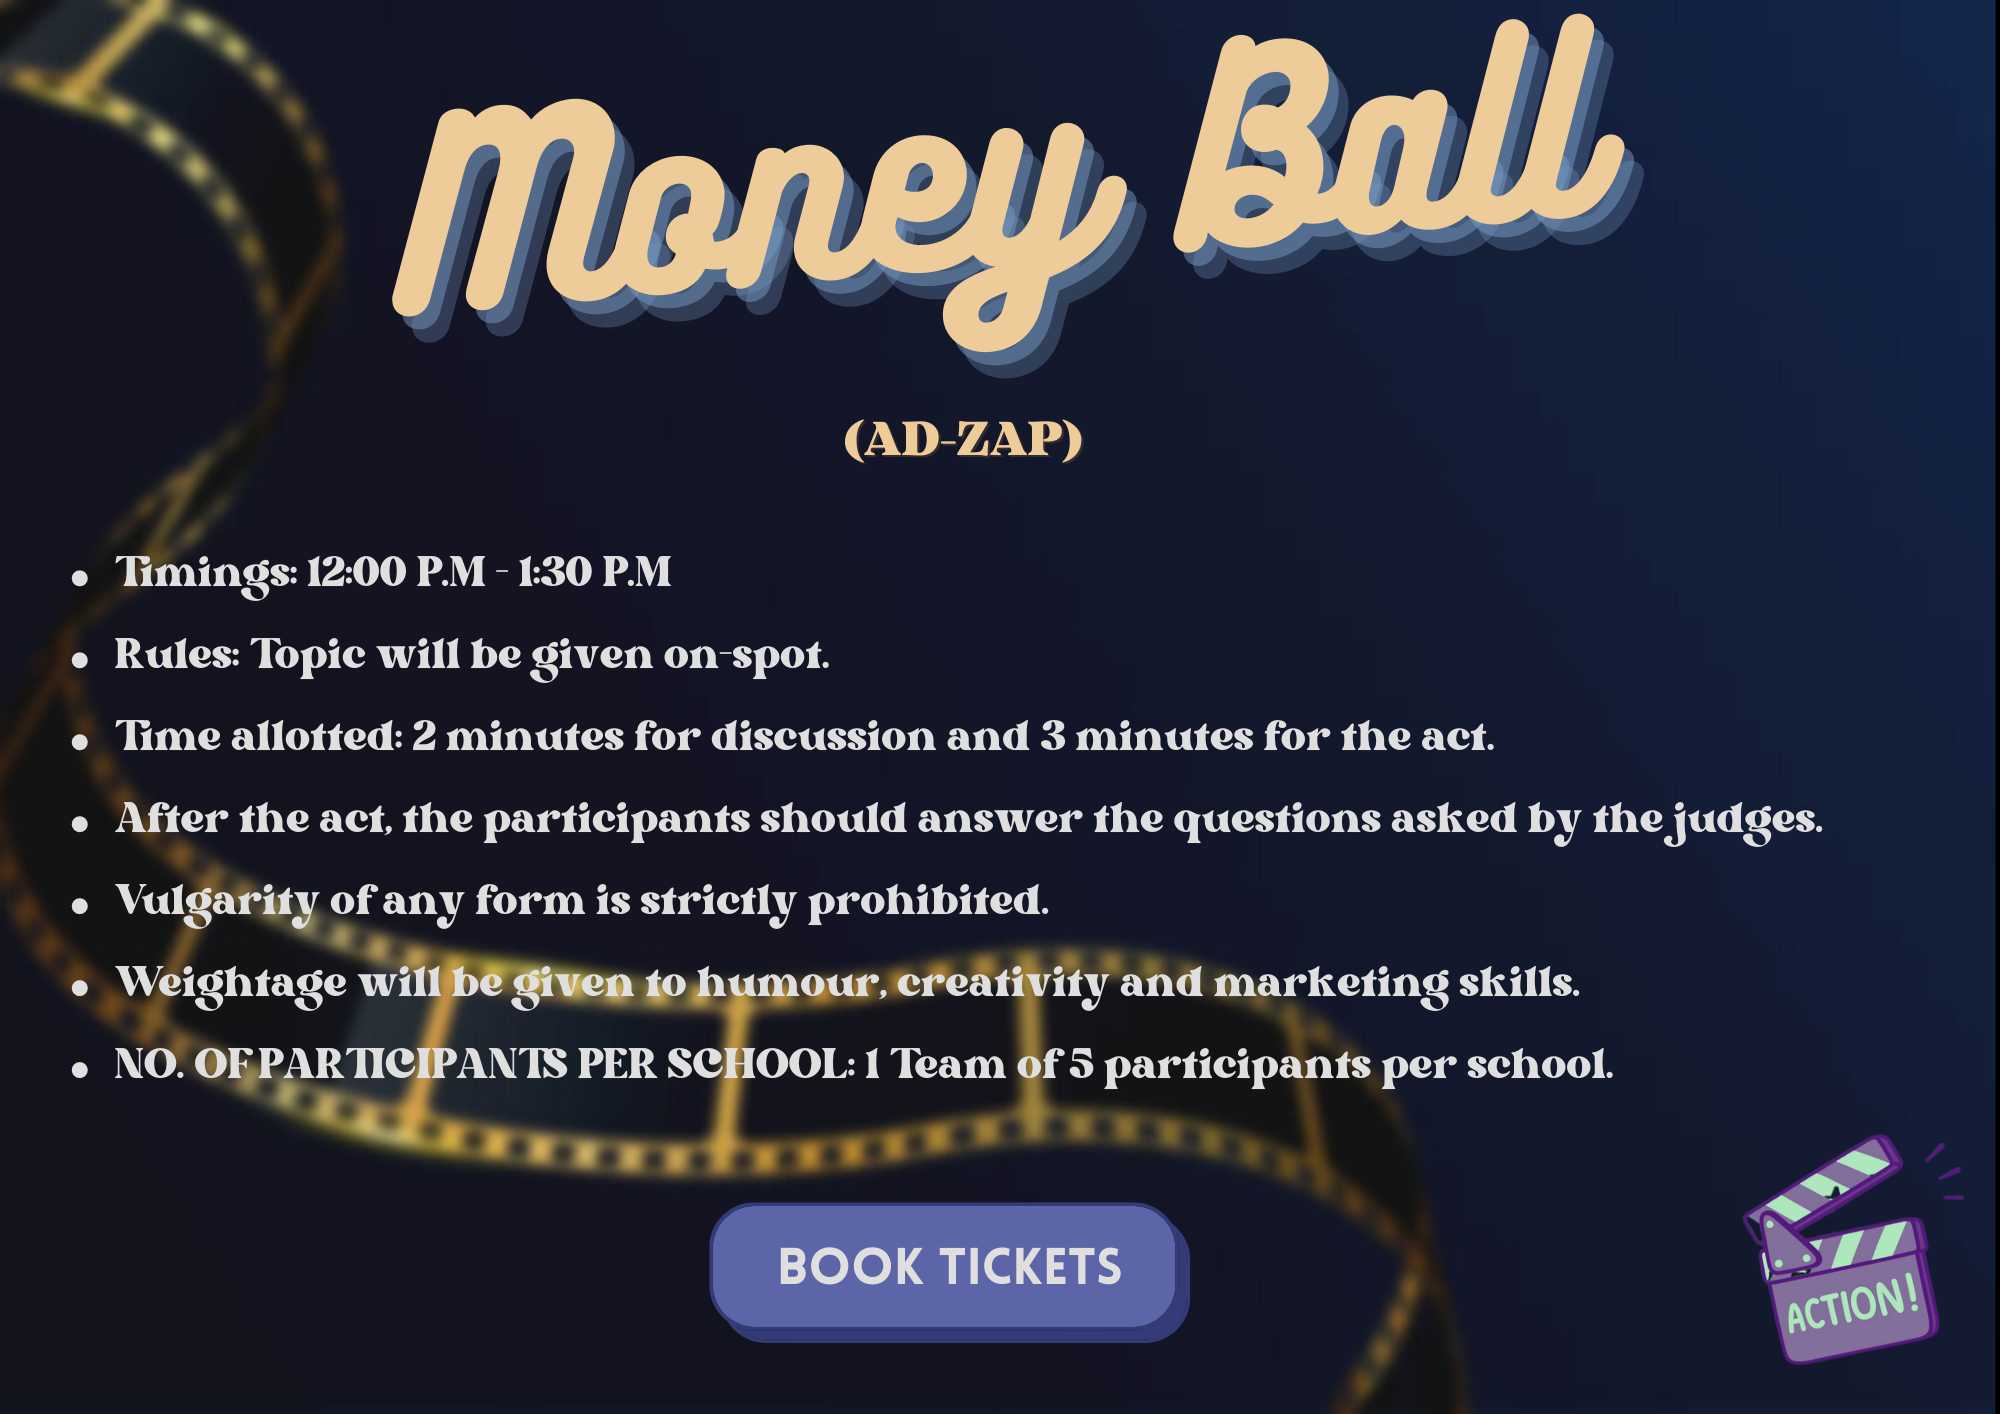 Money Ball
(AD-ZAP)
• Timings: 12:00 P.M - 1:30 P.M
• Rules: Topic will be given on-spot.
• Time allotted: 2 minutes for discussion and 3 minutes for the act.
• After the act, the participants should answer the questions asked by the judges.
• Vulgarity of any form is strictly prohibited.
• Weightage will be given to humour, creativity and marketing skills.
• NO. OF PARTICIPANTS PER SCHOOL: 1 Team of 5 participants per school.
BOOK TICKETS
ACTION!